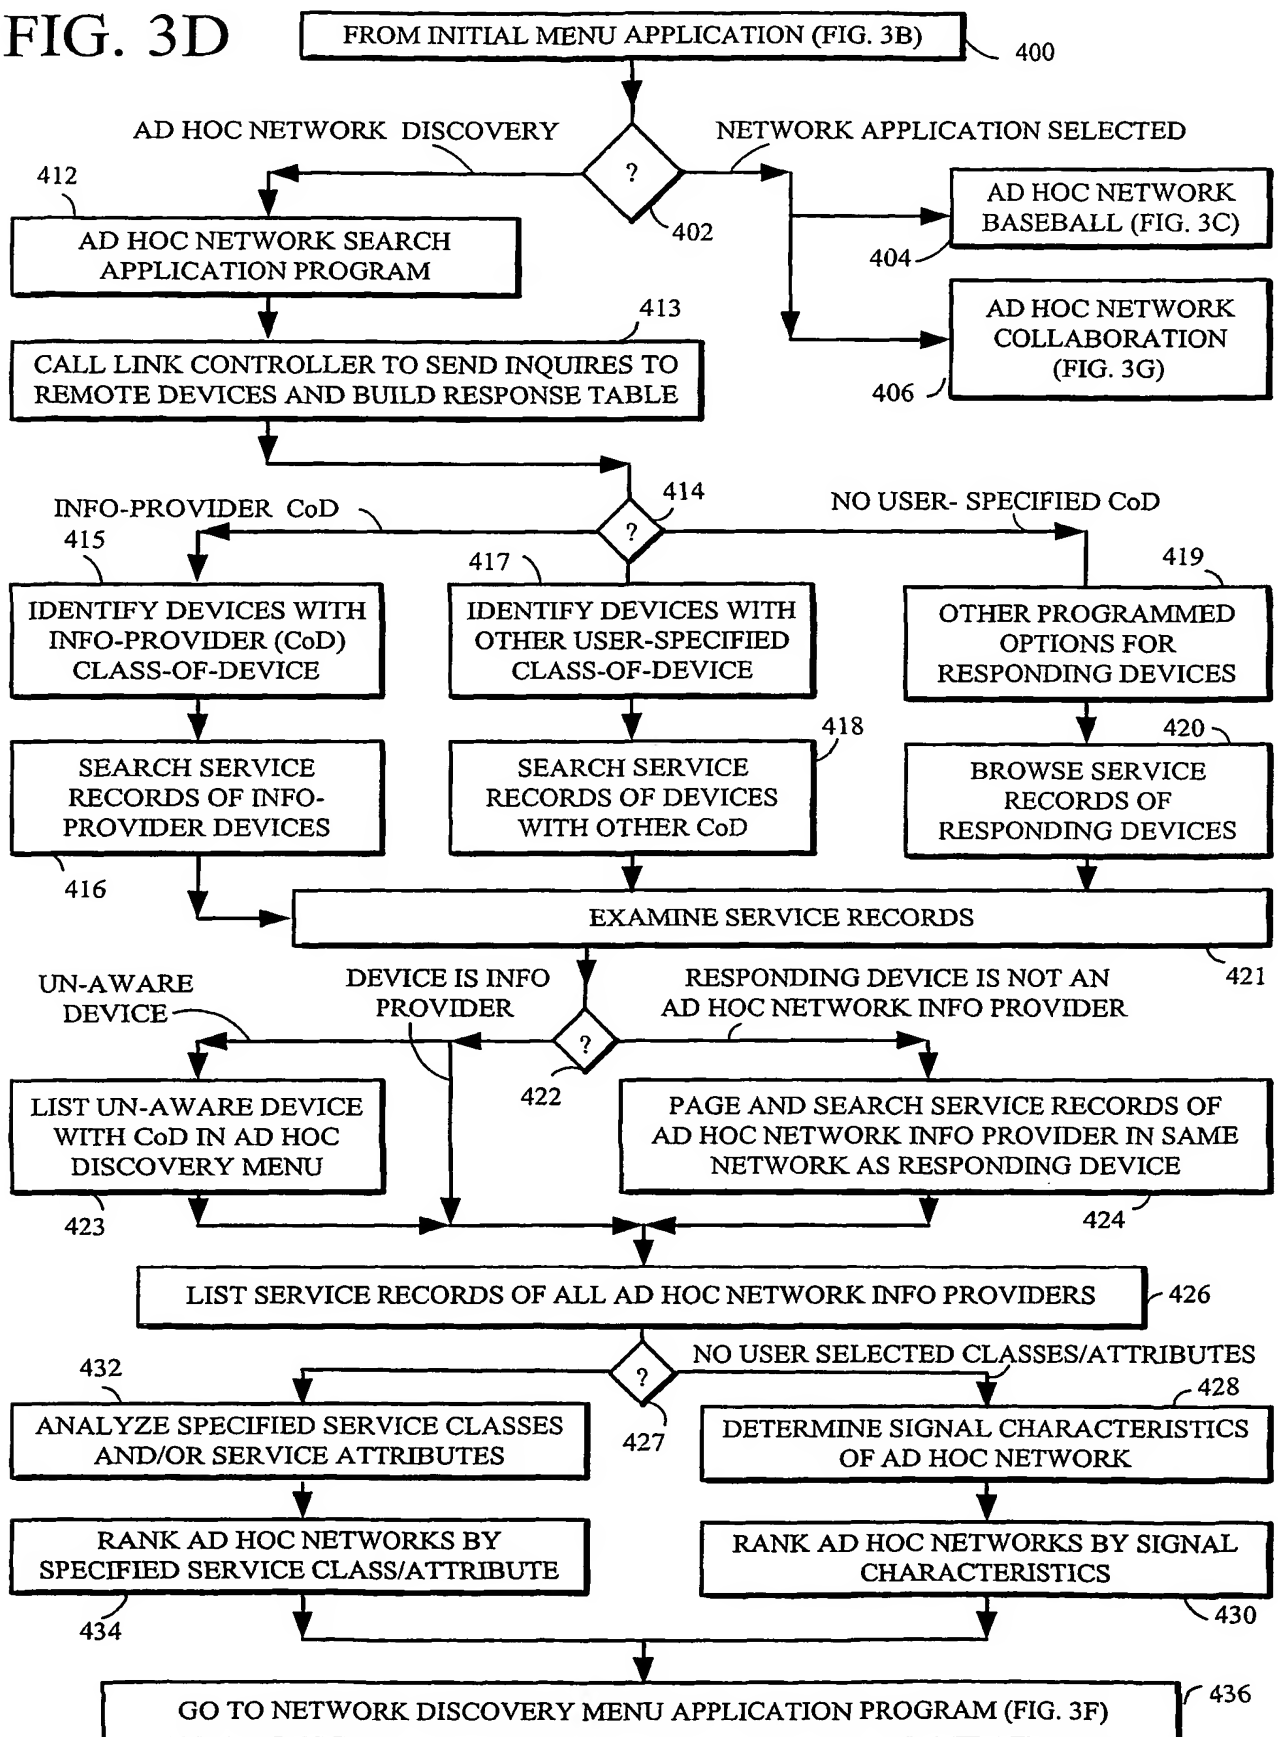 FIG. 3D
FROM INITIAL MENU APPLICATION (FIG. 3B)
400
AD HOC NETWORK DISCOVERY
NETWORK APPLICATION SELECTED
?
402
412
AD HOC NETWORK SEARCH
APPLICATION PROGRAM
AD HOC NETWORK
BASEBALL (FIG. 3C)
404
AD HOC NETWORK
COLLABORATION
(FIG. 3G)
406
413
CALL LINK CONTROLLER TO SEND INQUIRES TO
REMOTE DEVICES AND BUILD RESPONSE TABLE
414
?
INFO-PROVIDER CoD
NO USER- SPECIFIED CoD
415
IDENTIFY DEVICES WITH
INFO-PROVIDER (CoD)
CLASS-OF-DEVICE
417
IDENTIFY DEVICES WITH
OTHER USER-SPECIFIED
CLASS-OF-DEVICE
419
OTHER PROGRAMMED
OPTIONS FOR
RESPONDING DEVICES
SEARCH SERVICE
RECORDS OF INFO-
PROVIDER DEVICES
416
418
SEARCH SERVICE
RECORDS OF DEVICES
WITH OTHER CoD
420
BROWSE SERVICE
RECORDS OF
RESPONDING DEVICES
EXAMINE SERVICE RECORDS
421
UN-AWARE
DEVICE
DEVICE IS INFO
PROVIDER
RESPONDING DEVICE IS NOT AN
AD HOC NETWORK INFO PROVIDER
?
422
LIST UN-AWARE DEVICE
WITH CoD IN AD HOC
DISCOVERY MENU
423
PAGE AND SEARCH SERVICE RECORDS OF
AD HOC NETWORK INFO PROVIDER IN SAME
NETWORK AS RESPONDING DEVICE
424
LIST SERVICE RECORDS OF ALL AD HOC NETWORK INFO PROVIDERS
426
?
427
NO USER SELECTED CLASSES/ATTRIBUTES
432
ANALYZE SPECIFIED SERVICE CLASSES
AND/OR SERVICE ATTRIBUTES
428
DETERMINE SIGNAL CHARACTERISTICS
OF AD HOC NETWORK
RANK AD HOC NETWORKS BY
SPECIFIED SERVICE CLASS/ATTRIBUTE
434
RANK AD HOC NETWORKS BY SIGNAL
CHARACTERISTICS
430
GO TO NETWORK DISCOVERY MENU APPLICATION PROGRAM (FIG. 3F)
436